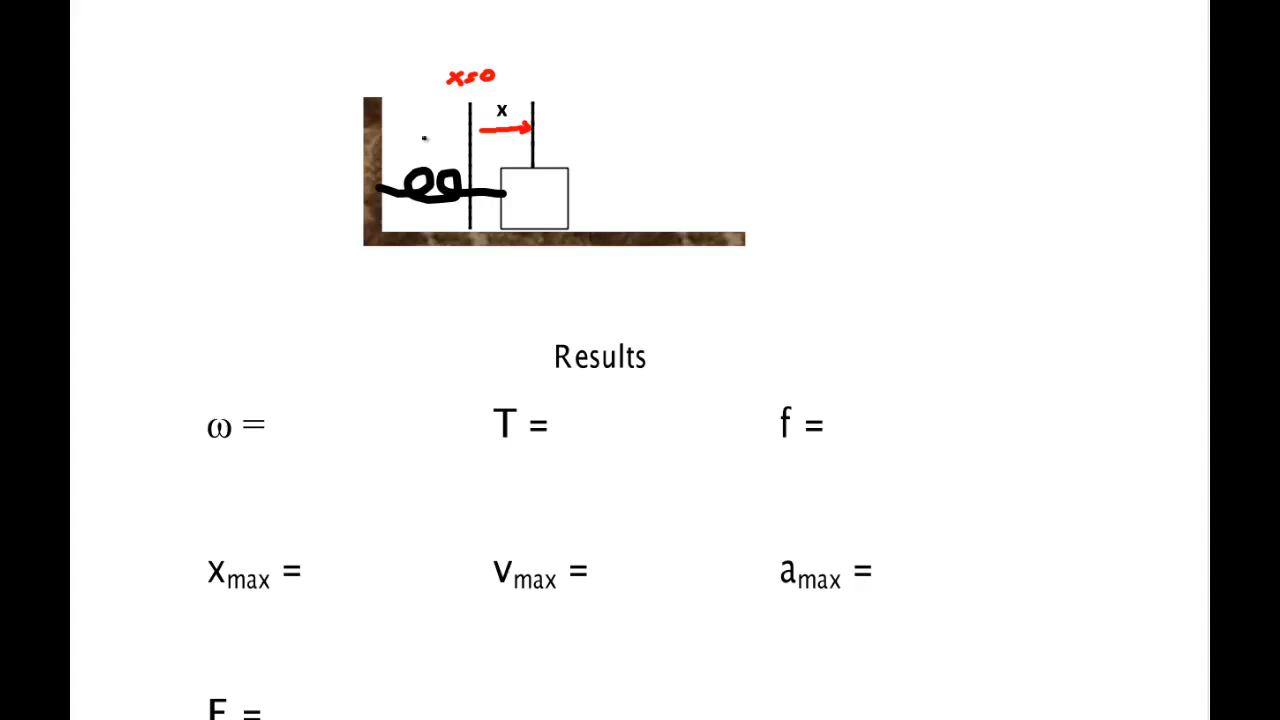 x=0
x
Results
ω = T = f =
xmax = vmax = amax =
E =